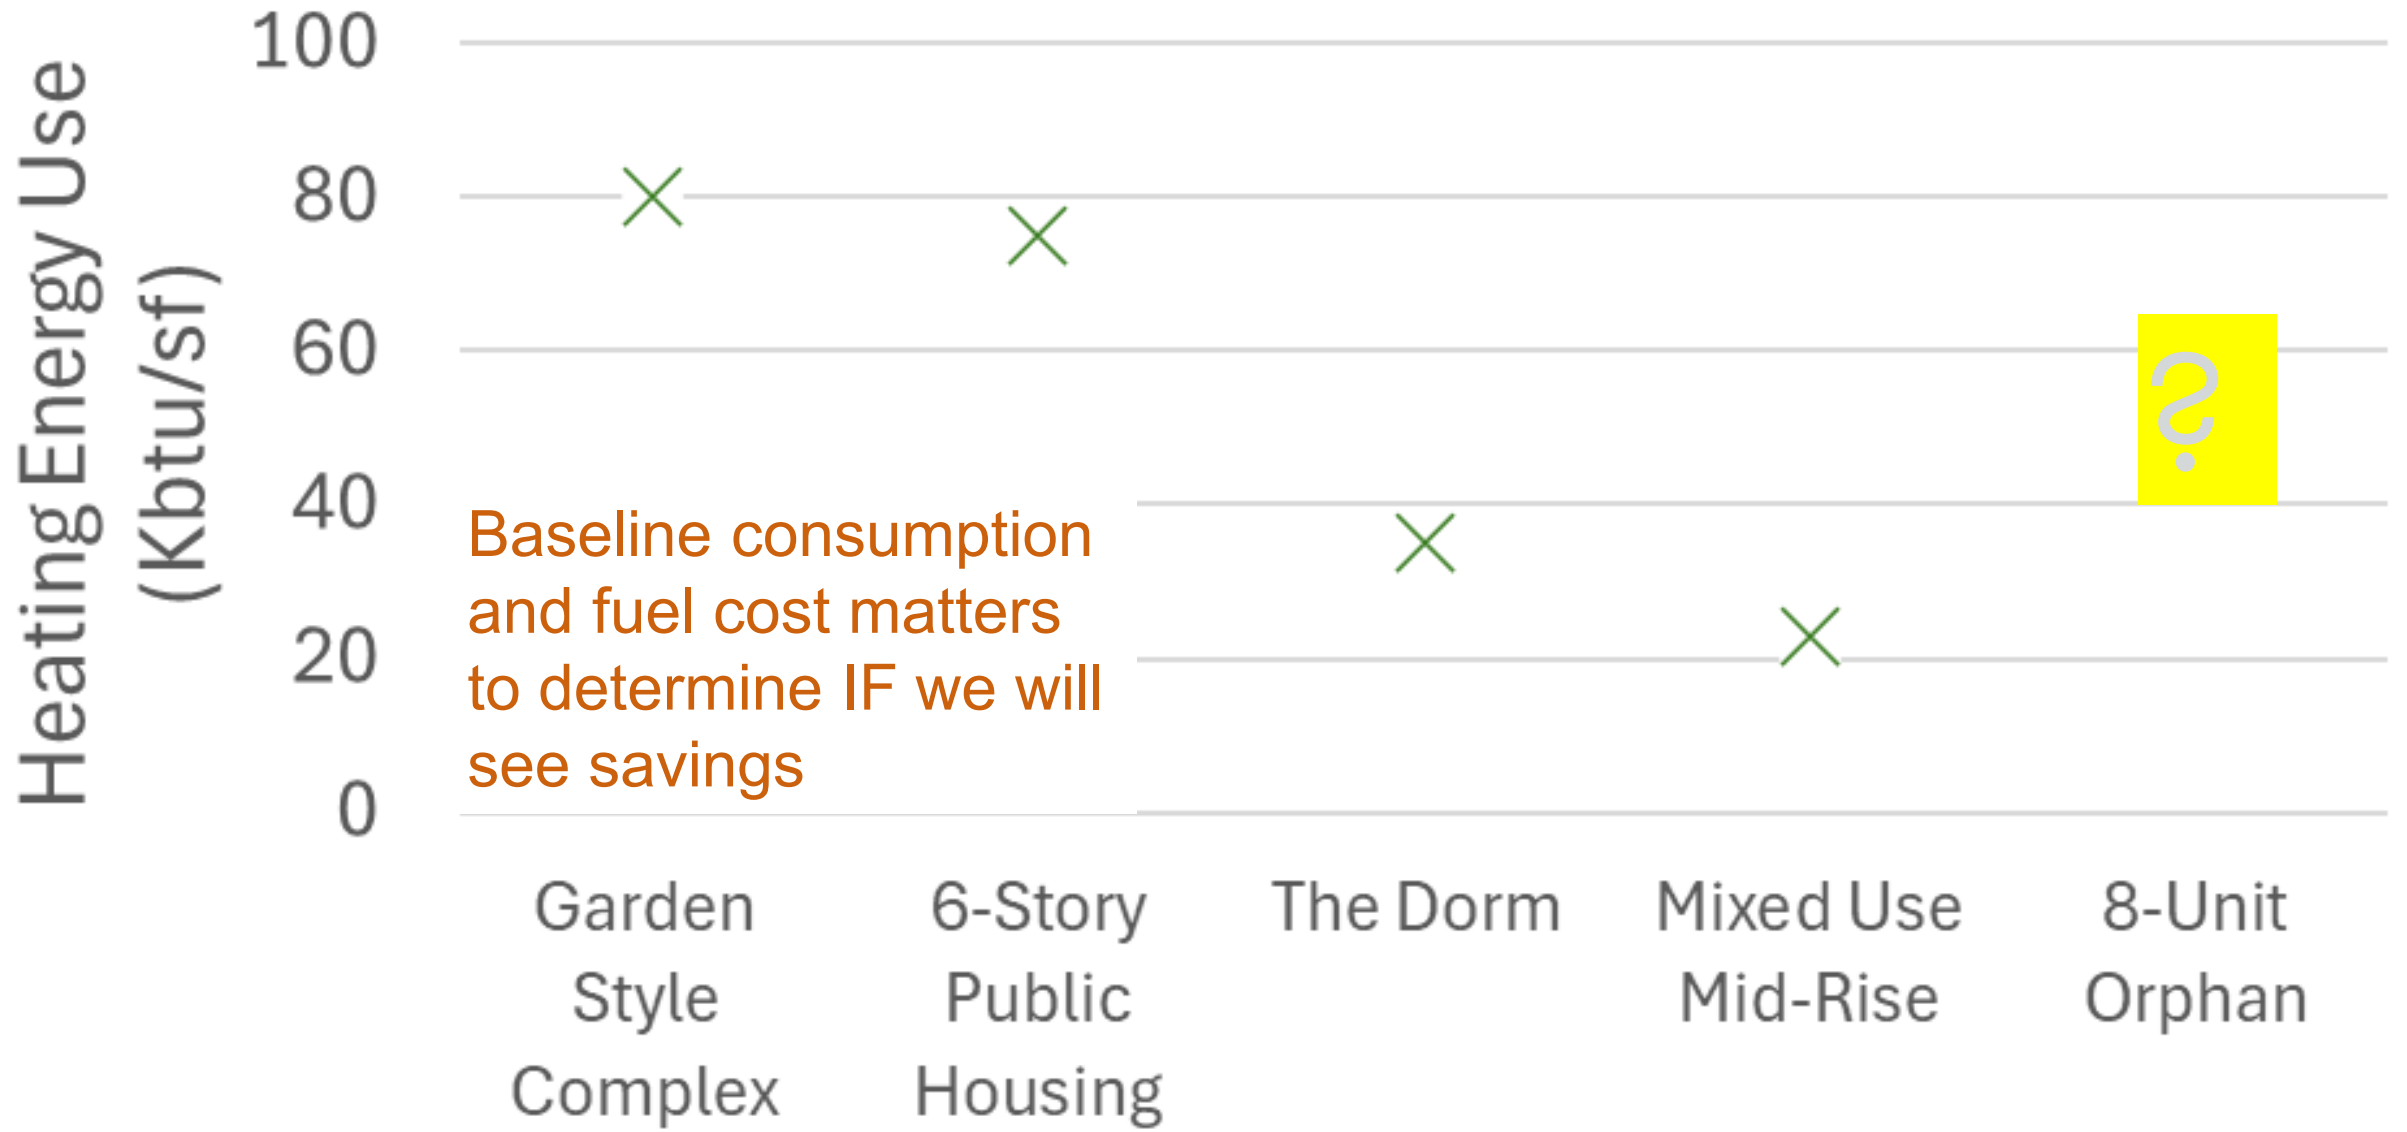 Heating Energy Use
(Kbtu/sf)
100
80
60
40
20
0
Baseline consumption
and fuel cost matters
to determine IF we will
see savings
?
Garden
Style
Complex
6-Story
Public
Housing
The Dorm
Mixed Use
Mid-Rise
8-Unit
Orphan